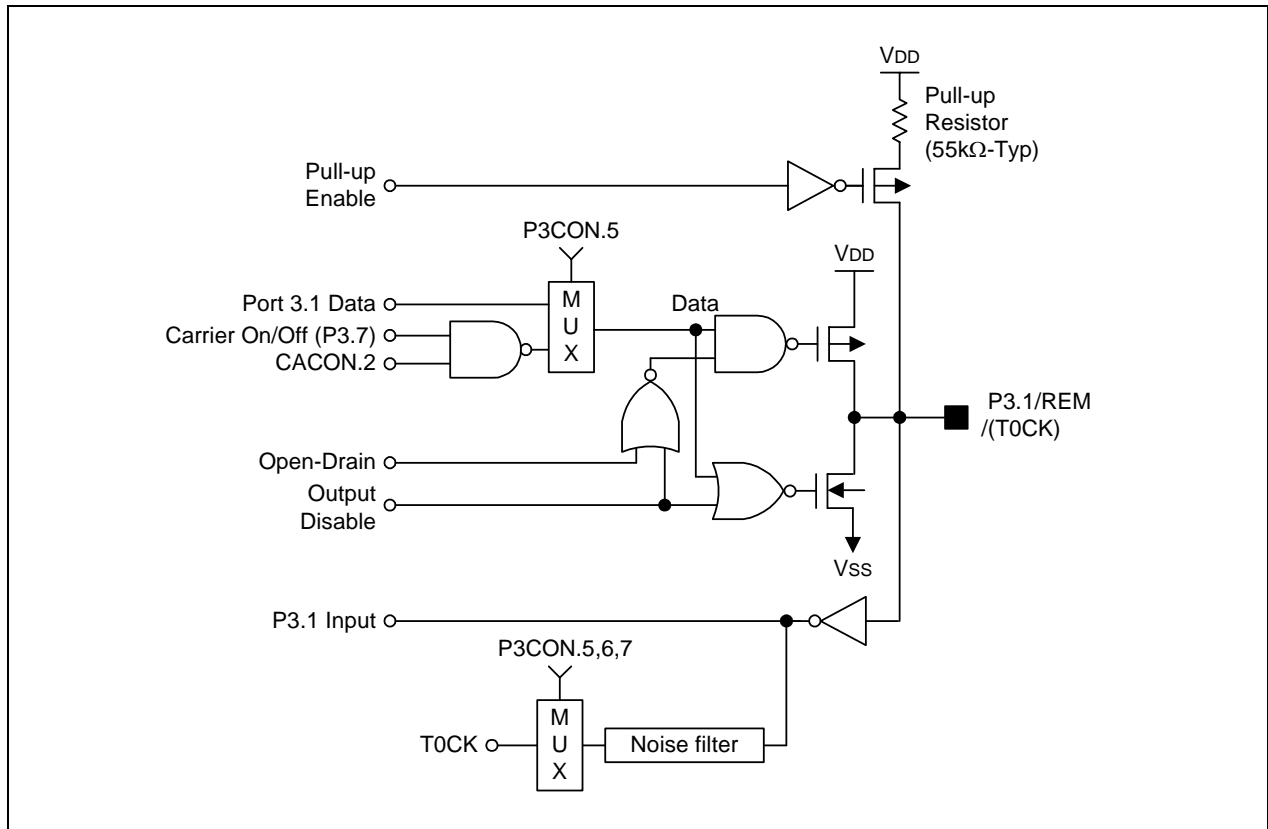 VDD
Pull-up
Resistor
(55kΩ-Typ)
Pull-up
Enable
P3CON.5
VDD
Port 3.1 Data
M
U
X
Data
Carrier On/Off (P3.7)
CACON.2
P3.1/REM
/(T0CK)
Open-Drain
Output
Disable
VSS
P3.1 Input
P3CON.5,6,7
M
U
X
T0CK
Noise filter